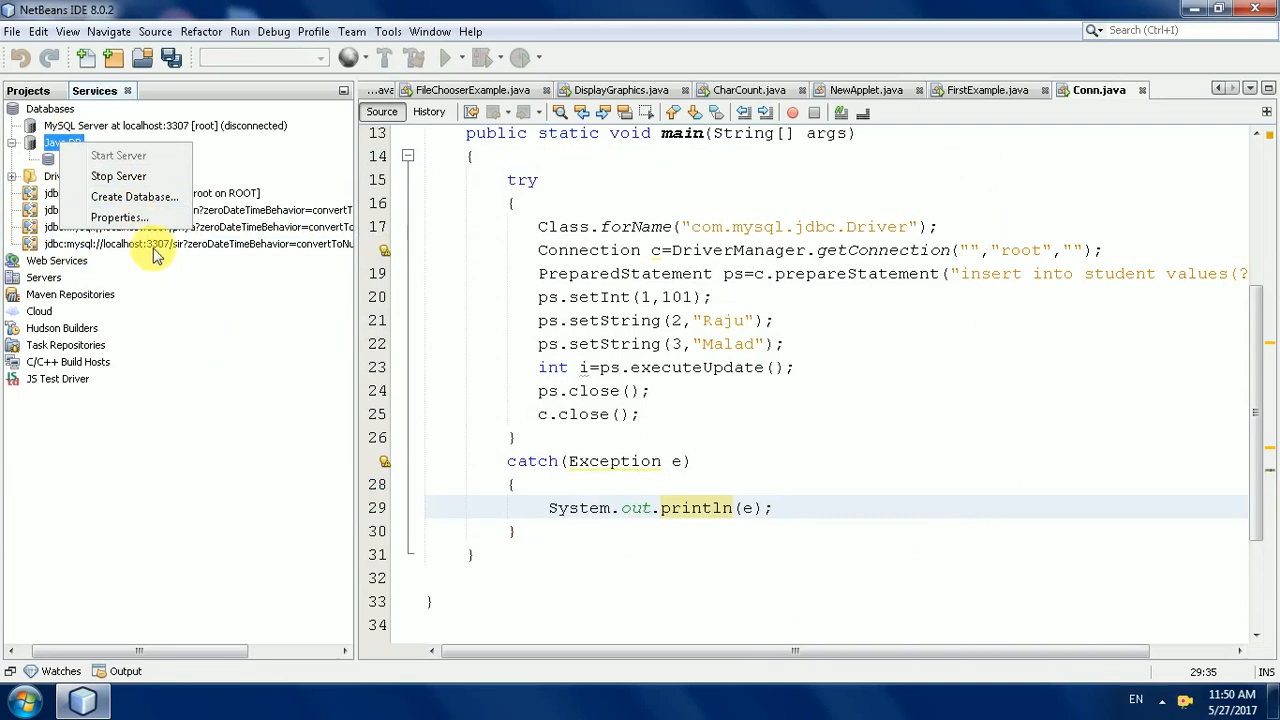 NetBeans IDE 8.0.2
File Edit View Navigate Source Refactor Run Debug Profile Team Tools Window Help
Search (Ctrl+I)
Projects Services
...ava FileChooserExample.java DisplayGraphics.java CharCount.java NewApplet.java FirstExample.java Conn.java
Source History
Databases
MySQL Server at localhost:3307 [root] (disconnected)
Java DB
Start Server
Stop Server
Create Database...
Properties...
Dri
jdb root on ROOT]
jdb n?zeroDateTimeBehavior=convertT
zeroDateTimeBehavior=convertTo
jdbc:mysql://localhost:3307/sir?zeroDateTimeBehavior=convertToNu
Web Services
Servers
Maven Repositories
Cloud
Hudson Builders
Task Repositories
C/C++ Build Hosts
JS Test Driver
13 public static void main(String[] args)
14 {
15 try
16 {
17 Class.forName("com.mysql.jdbc.Driver");
Connection c=DriverManager.getConnection("","root","");
19 PreparedStatement ps=c.prepareStatement("insert into student values(?
20 ps.setInt(1,101);
21 ps.setString(2,"Raju");
22 ps.setString(3,"Malad");
23 int i=ps.executeUpdate();
24 ps.close();
25 c.close();
26 }
catch(Exception e)
28 {
29 System.out.println(e);
30 }
31 }
32
33 }
34
Watches Output
29:35 INS
EN 11:50 AM
5/27/2017